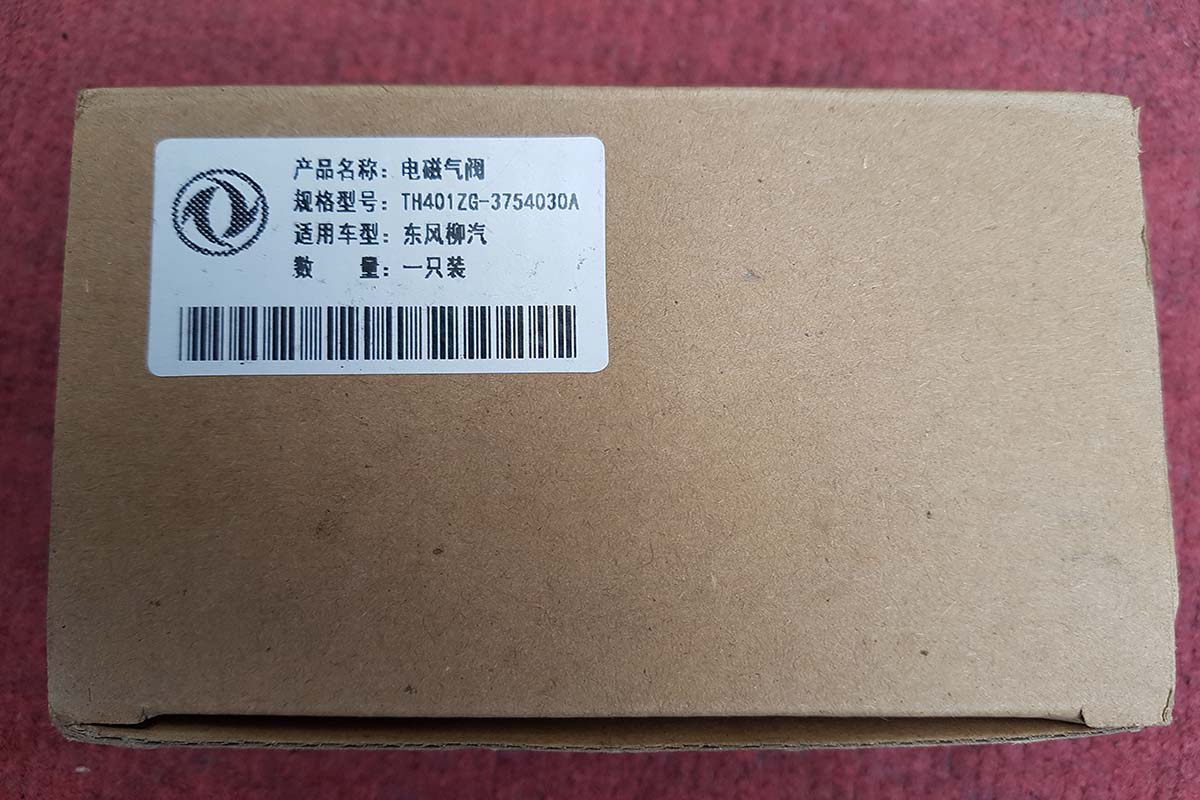 产品名称：电磁气阀
规格型号：TH401ZG-3754030A
适用车型：东风柳汽
数　量：一只装